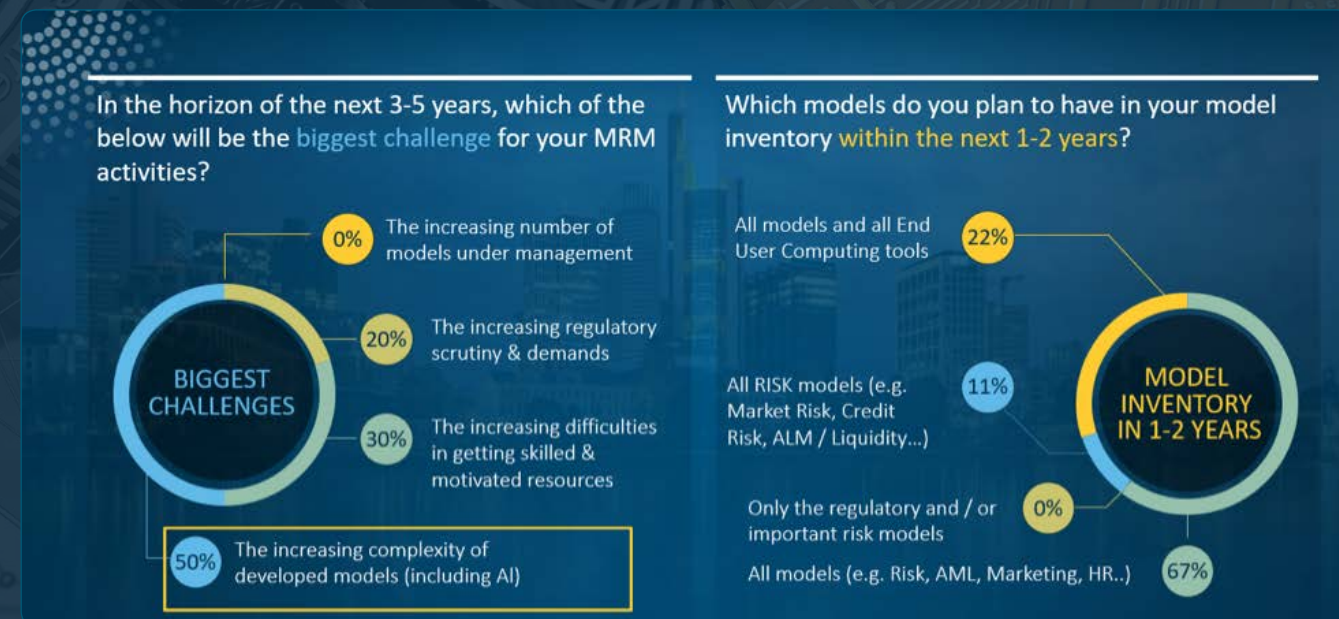 In the horizon of the next 3-5 years, which of the
below will be the biggest challenge for your MRM
activities?
0%
The increasing number of
models under management
20%
The increasing regulatory
scrutiny & demands
BIGGEST
CHALLENGES
30%
The increasing difficulties
in getting skilled &
motivated resources
50%
The increasing complexity of
developed models (including AI)
Which models do you plan to have in your model
inventory within the next 1-2 years?
All models and all End
User Computing tools
22%
All RISK models (e.g.
Market Risk, Credit
Risk, ALM / Liquidity...)
11%
MODEL
INVENTORY
IN 1-2 YEARS
Only the regulatory and / or
important risk models
0%
All models (e.g. Risk, AML, Marketing, HR..)
67%